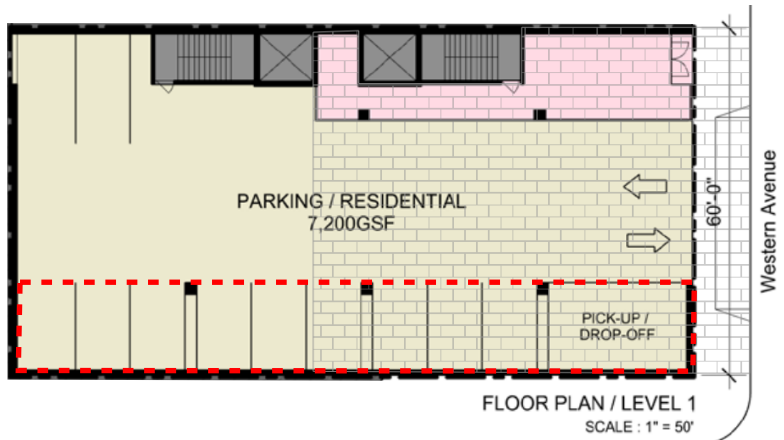 PARKING / RESIDENTIAL
7,200GSF
60'-0"
Western Avenue
PICK-UP /
DROP-OFF
FLOOR PLAN / LEVEL 1
SCALE : 1" = 50'